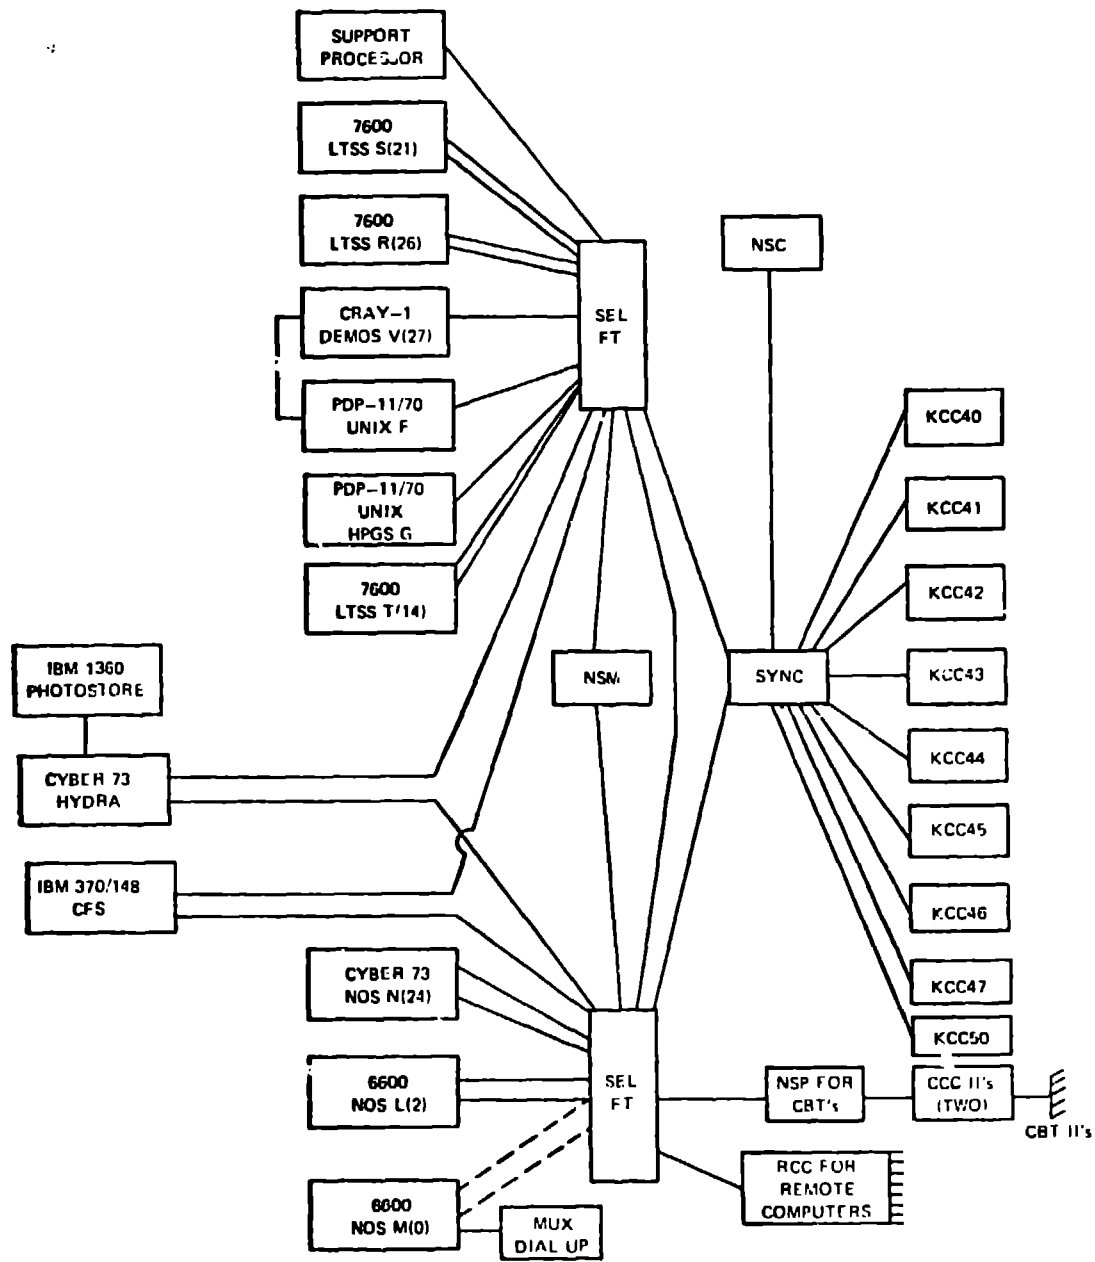 SUPPORT
PROCESSOR
7600
LTSS S(21)
7600
LTSS R(26)
CRAY-1
DEMOS V(27)
PDP-11/70
UNIX F
PDP-11/70
UNIX
HPGS G
7600
LTSS T(14)
SEL
FT
NSC
KCC40
KCC41
KCC42
KCC43
KCC44
KCC45
KCC46
KCC47
KCC50
SYNC
NSM
IBM 1360
PHOTOSTORE
CYBER 73
HYDRA
IBM 370/148
CFS
CYBER 73
NOS N(24)
6600
NOS L(2)
6600
NOS M(0)
MUX
DIAL UP
SEL
FT
NSP FOR
CBT's
CCC II's
(TWO)
CBT II's
RCC FOR
REMOTE
COMPUTERS